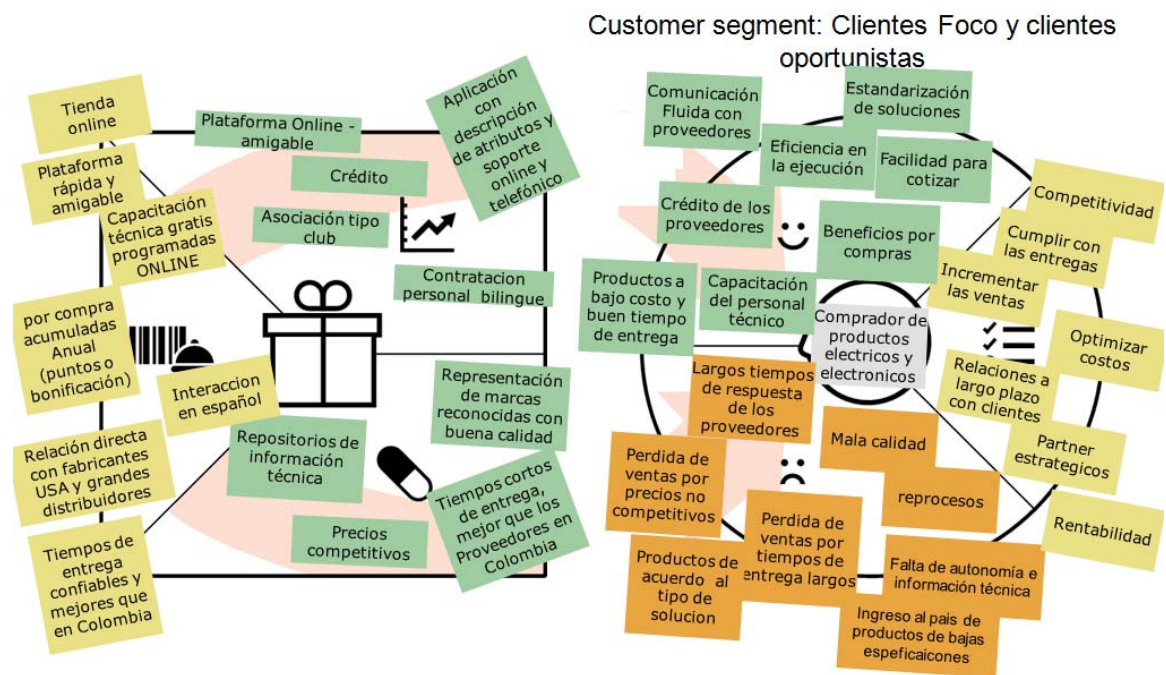 Customer segment: Clientes Foco y clientes
oportunistas
Tienda
online
Plataforma
rápida y
amigable
Capacitación
técnica gratis
programadas
ONLINE
por compra
acumuladas
Anual
(puntos o
bonificación)
Interaccion
en español
Relación directa
con fabricantes
USA y grandes
distribuidores
Tiempos de
entrega
confiables y
mejores que
en Colombia
Plataforma Online -
amigable
Crédito
Asociación tipo
club
Aplicación
con
descripción
de atributos y
soporte
online y
telefónico
Contratacion
personal bilingue
Representación
de marcas
reconocidas con
buena calidad
Repositorios de
información
técnica
Precios
competitivos
Tiempos cortos
de entrega,
mejor que los
Proveedores en
Colombia
Comunicación
Fluida con
proveedores
Estandarización
de soluciones
Eficiencia en
la ejecución
Facilidad para
cotizar
Crédito de los
proveedores
Beneficios por
compras
Productos a
bajo costo y
buen tiempo
de entrega
Capacitación
del personal
técnico
Comprador de
productos
electricos y
electronicos
Competitividad
Cumplir con
las entregas
Incrementar
las ventas
Optimizar
costos
Relaciones a
largo plazo
con clientes
Partner
estrategicos
Rentabilidad
Largos tiempos
de respuesta
de los
proveedores
Mala calidad
reprocesos
Perdida de
ventas por
precios no
competitivos
Perdida de
ventas por
tiempos de
entrega largos
Productos de
acuerdo al
tipo de
solucion
Falta de autonomía e
información técnica
Ingreso al pais de
productos de bajas
espeficaicones